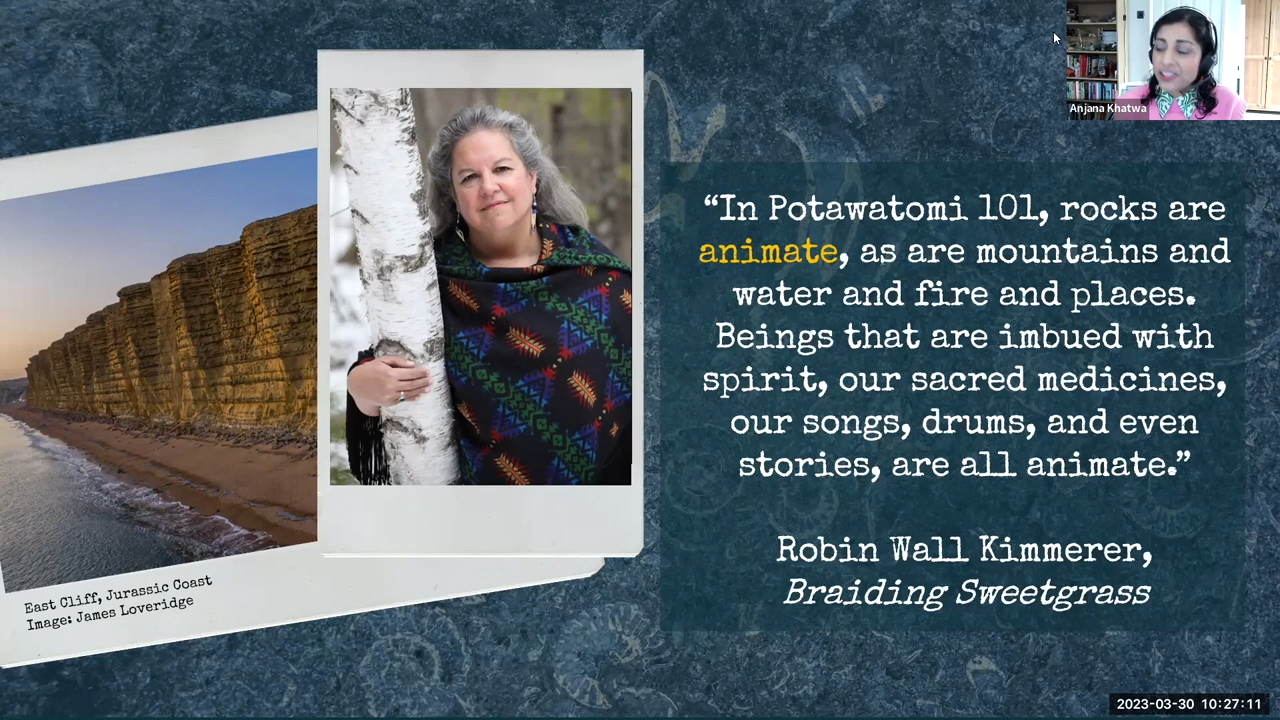 Anjana Khatwa
“In Potawatomi 101, rocks are
animate, as are mountains and
water and fire and places.
Beings that are imbued with
spirit, our sacred medicines,
our songs, drums, and even
stories, are all animate.”
Robin Wall Kimmerer,
Braiding Sweetgrass
East Cliff, Jurassic Coast
Image: James Loveridge
2023-03-30 10:27:11